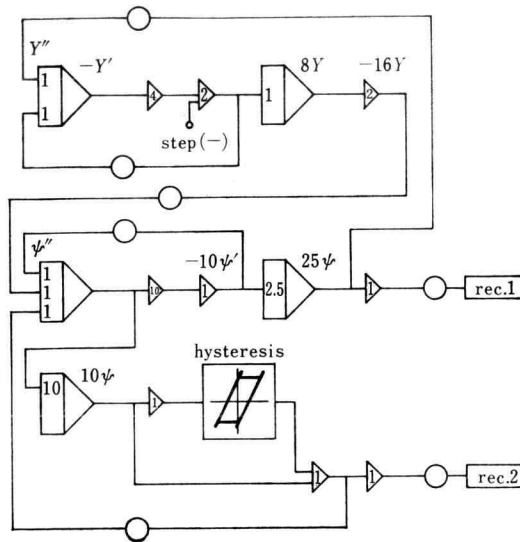 Y″
−Y′
8Y
−16Y
1
1
4
2
1
2
step(−)
ψ″
−10ψ′
25ψ
1
1
1
10
1
2.5
1
rec.1
hysteresis
10
10ψ
1
1
1
rec.2